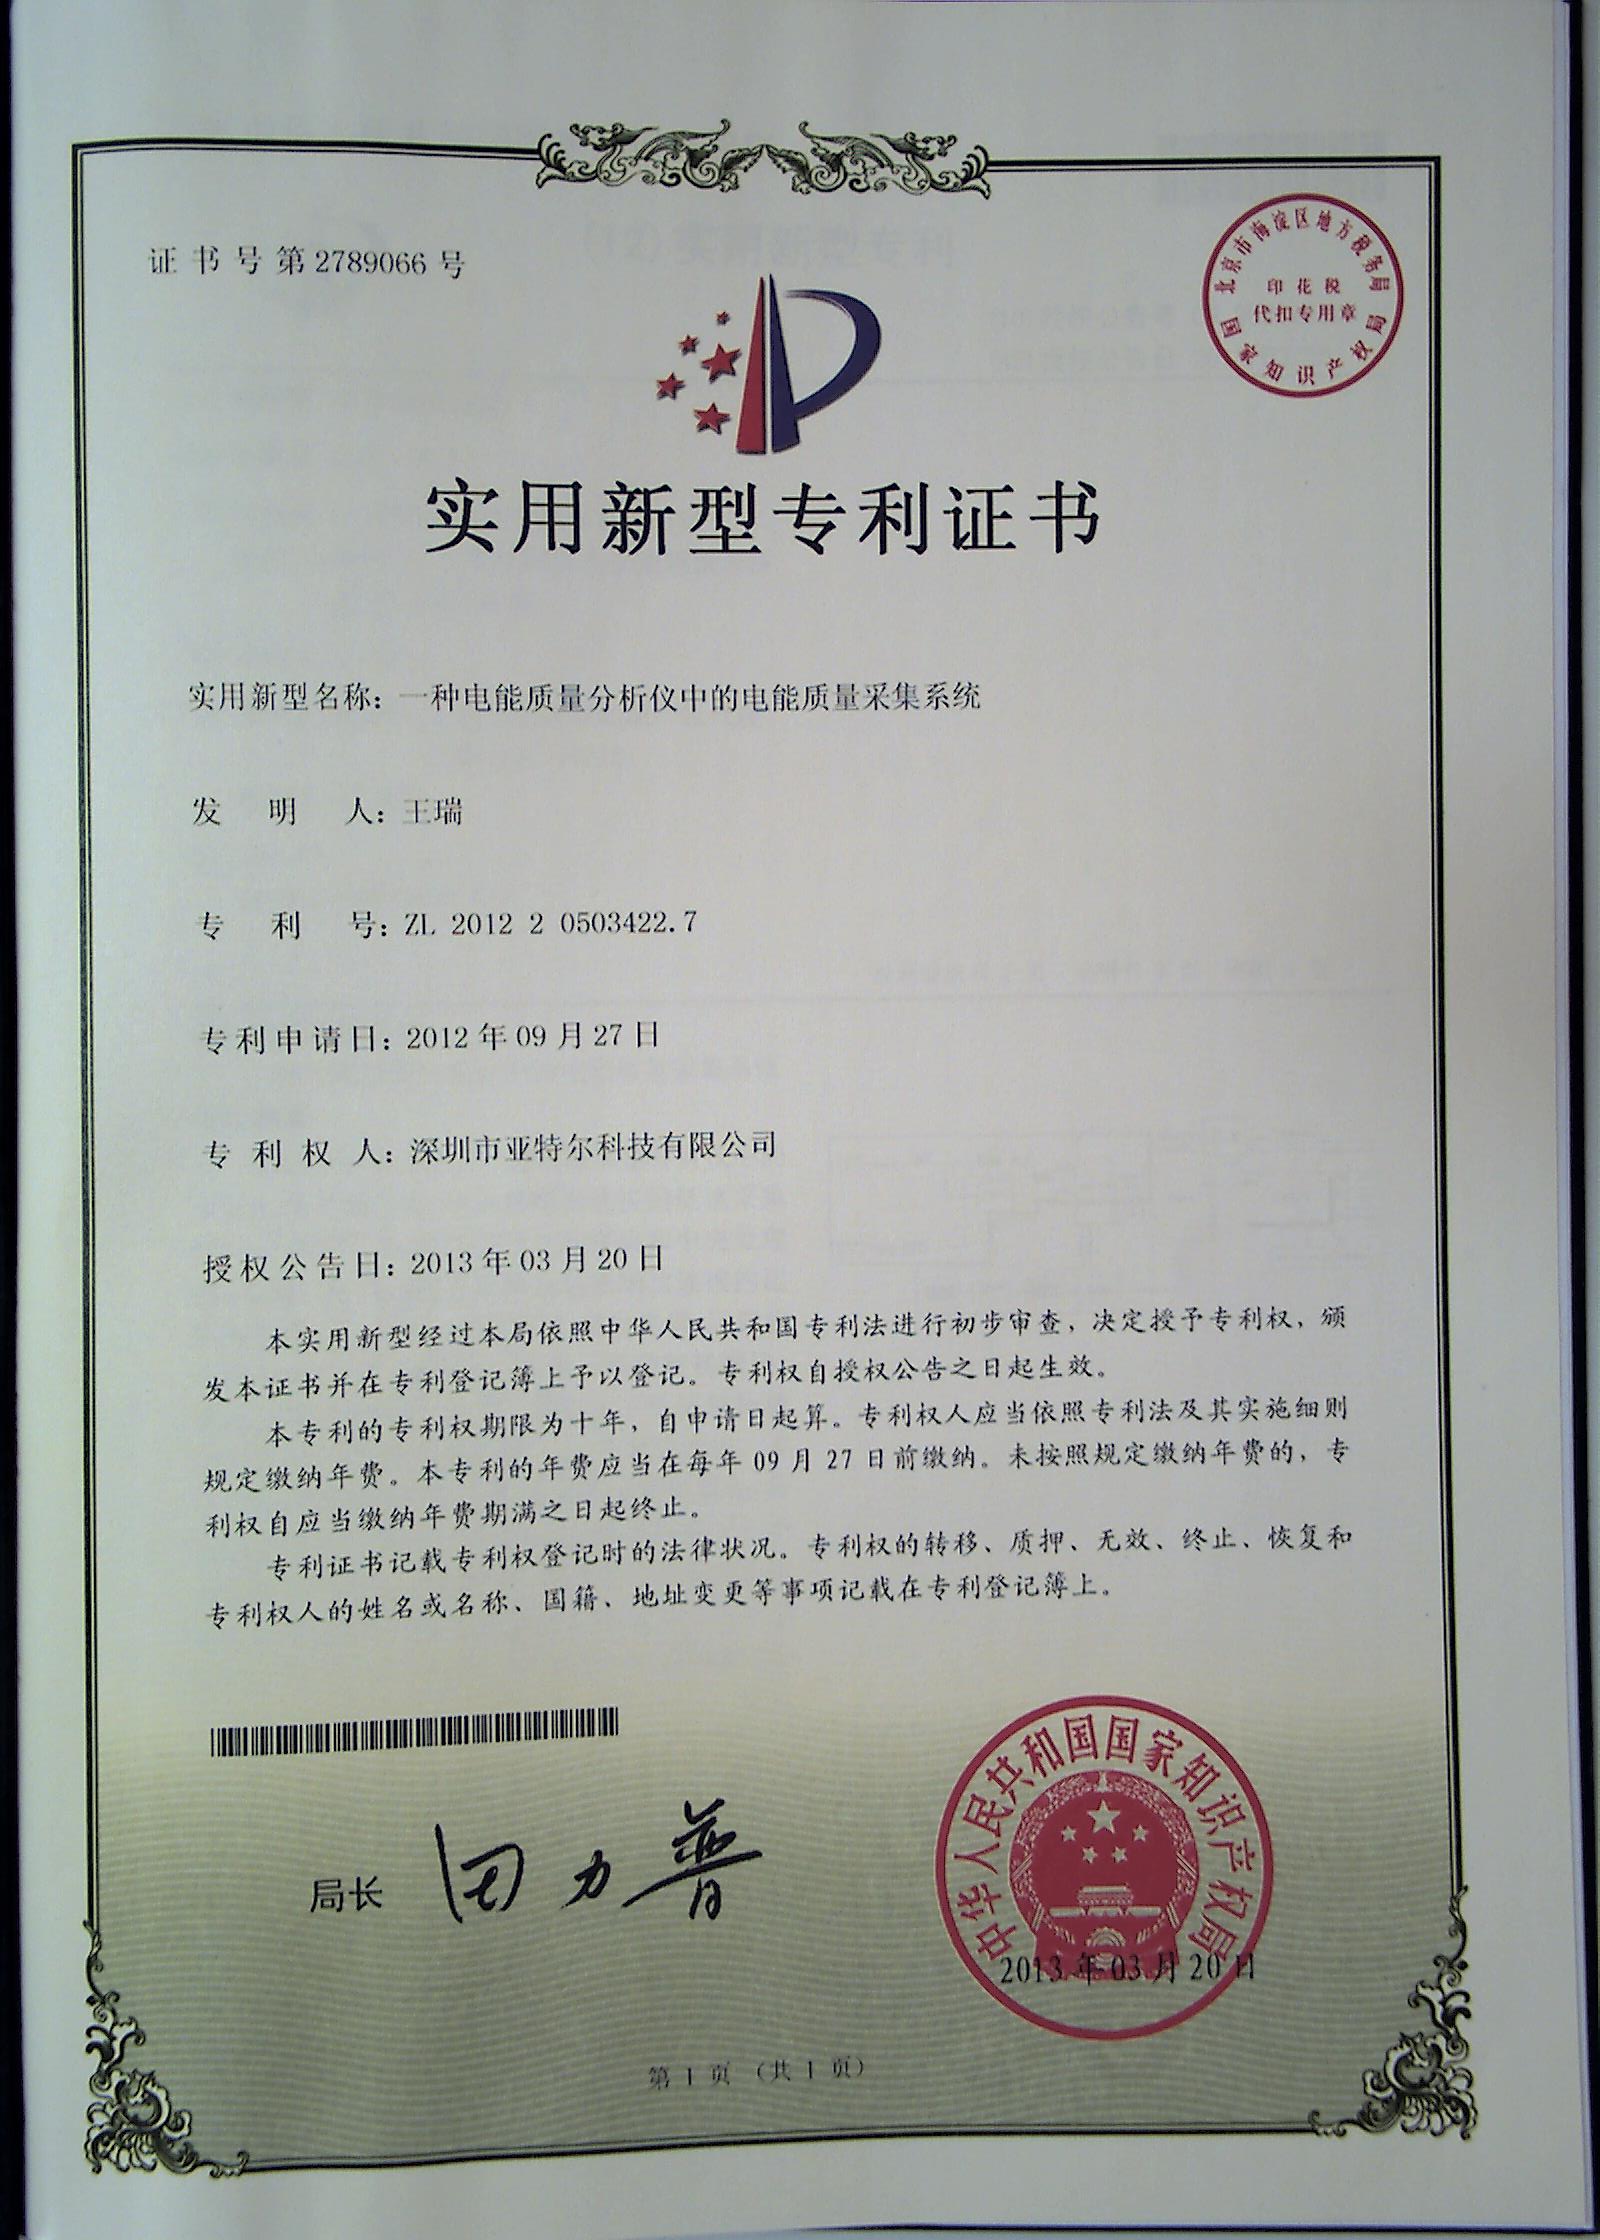 证书号第2789066号
北京市海淀区地方税务局
印花税
代扣专用章
国家知识产权局
实用新型专利证书
实用新型名称：一种电能质量分析仪中的电能质量采集系统
发明人：王瑞
专利号：ZL 2012 2 0503422.7
专利申请日：2012年09月27日
专利权人：深圳市亚特尔科技有限公司
授权公告日：2013年03月20日
本实用新型经过本局依照中华人民共和国专利法进行初步审查，决定授予专利权，颁
发本证书并在专利登记簿上予以登记。专利权自授权公告之日起生效。
本专利的专利权期限为十年，自申请日起算。专利权人应当依照专利法及其实施细则
规定缴纳年费。本专利的年费应当在每年09月27日前缴纳。未按照规定缴纳年费的，专
利权自应当缴纳年费期满之日起终止。
专利证书记载专利权登记时的法律状况。专利权的转移、质押、无效、终止、恢复和
专利权人的姓名或名称、国籍、地址变更等事项记载在专利登记簿上。
局长 田力普
中华人民共和国国家知识产权局
2013年03月20日
第1页（共1页）